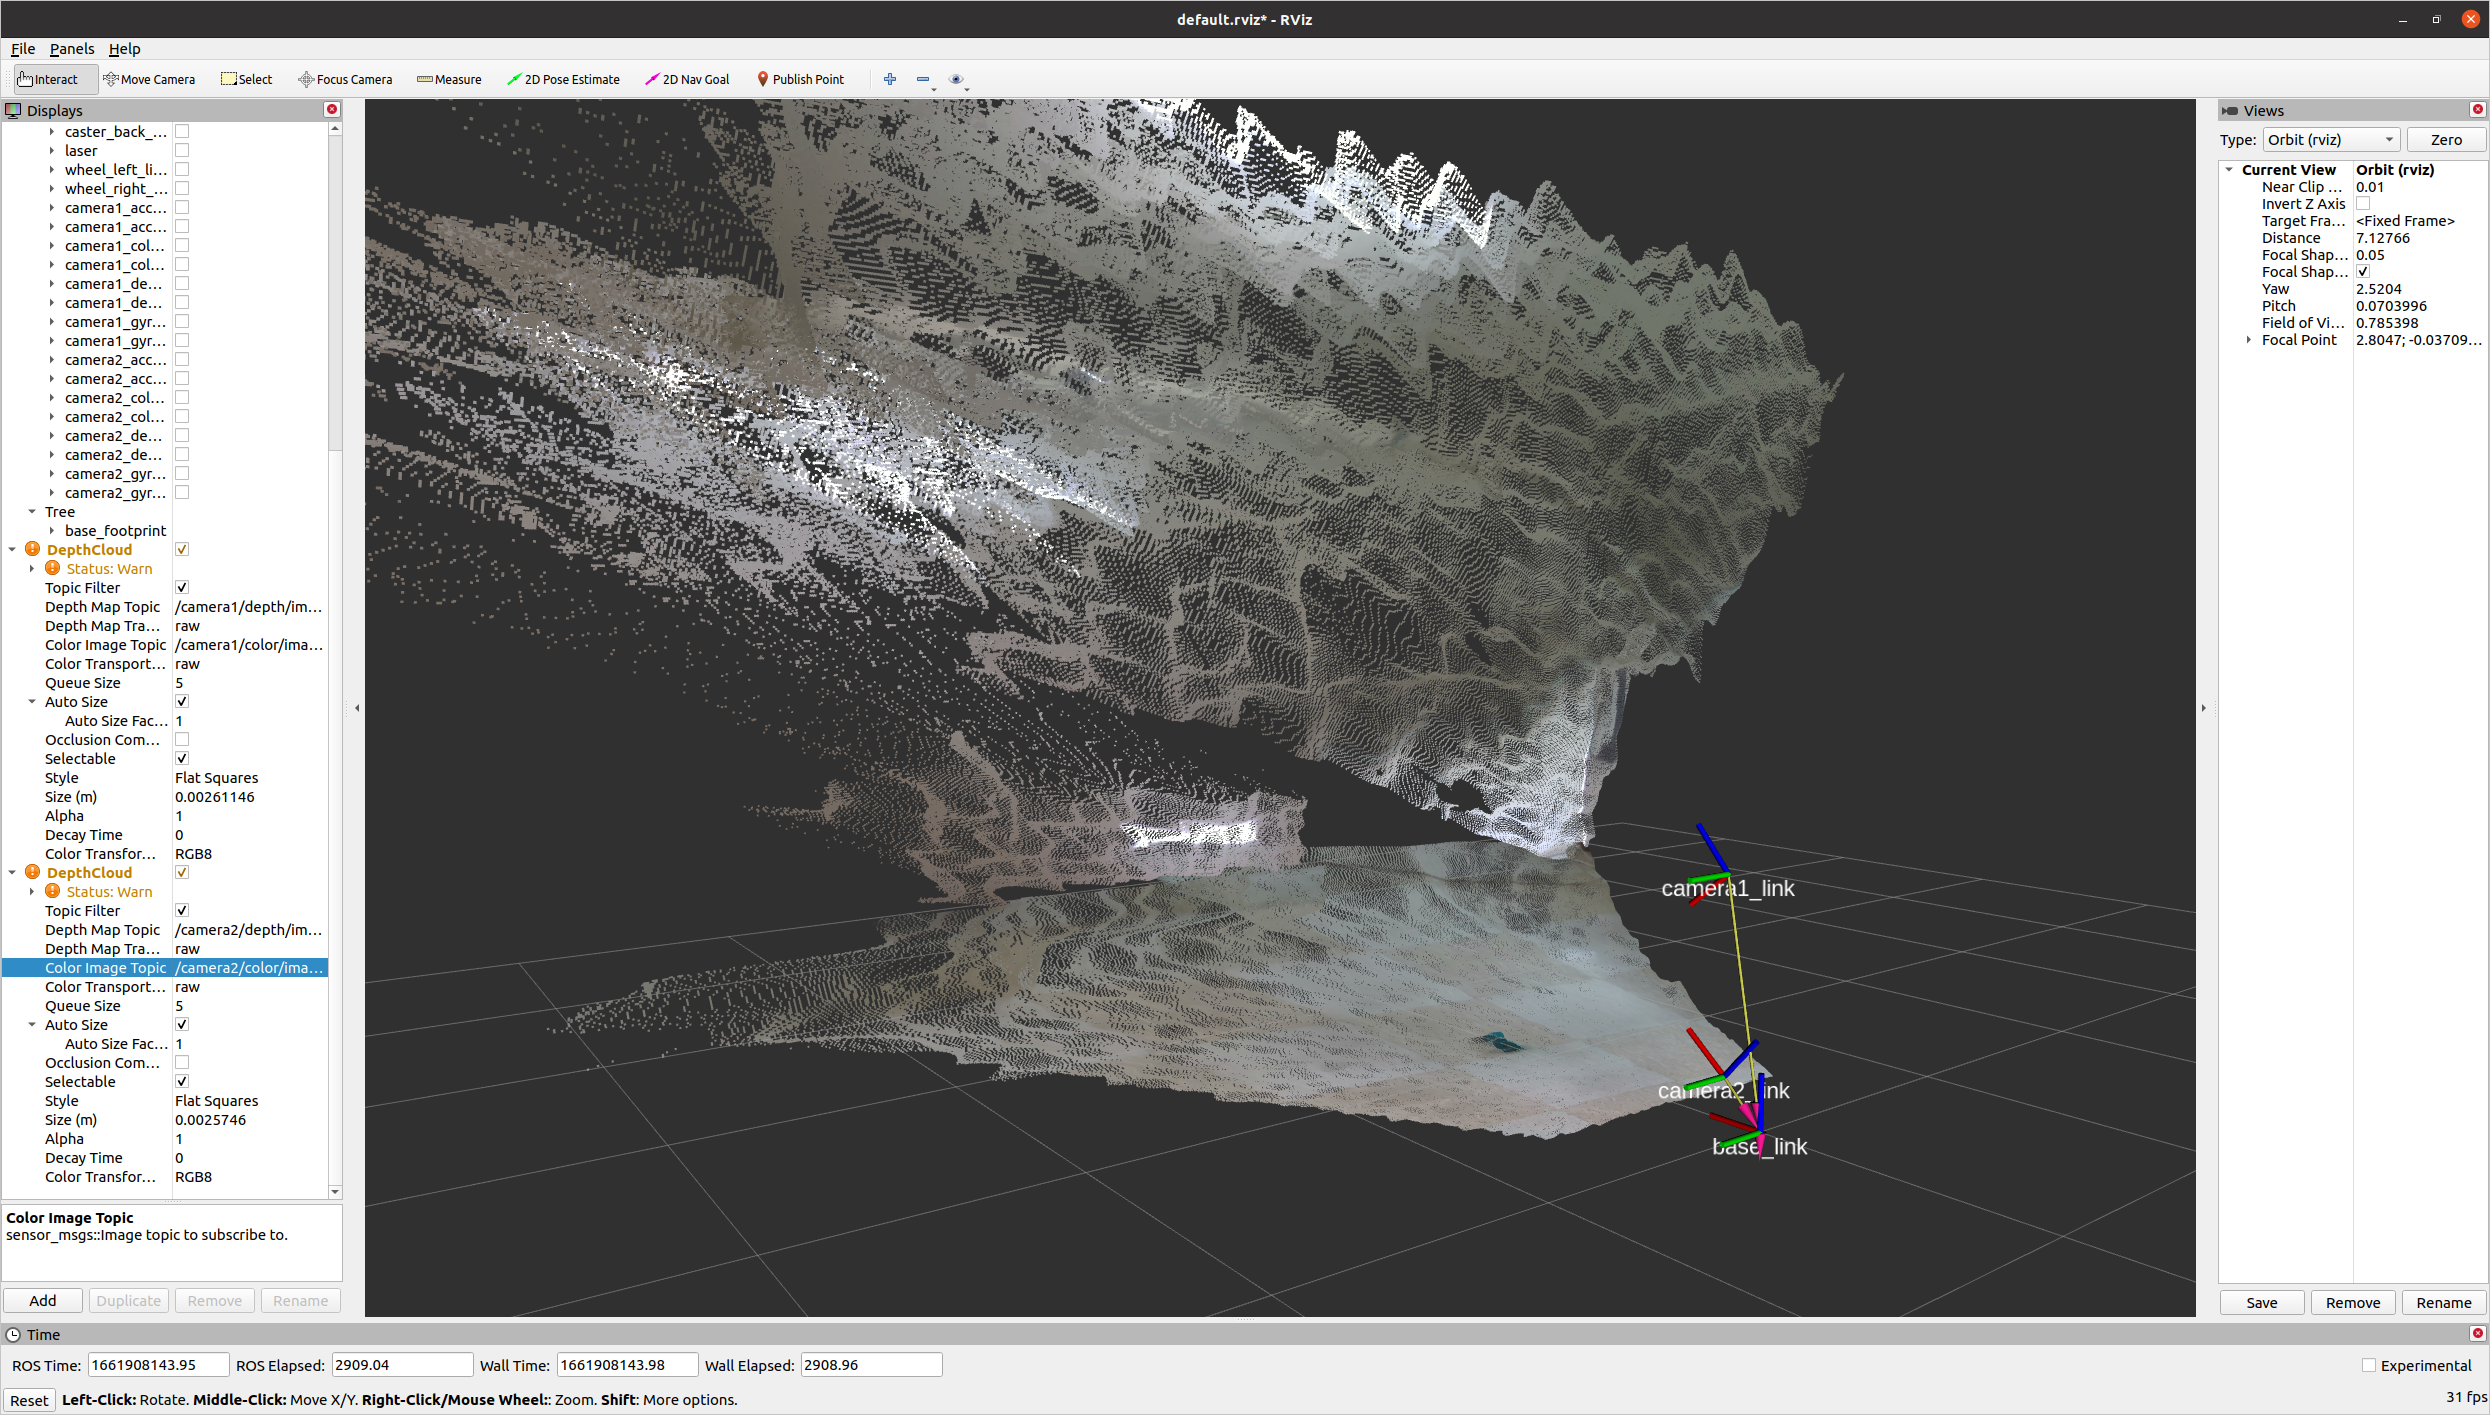 default.rviz* - RViz
File Panels Help
Interact Move Camera Select Focus Camera Measure 2D Pose Estimate 2D Nav Goal Publish Point
Displays
caster_back_...
laser
wheel_left_li...
wheel_right_...
camera1_acc...
camera1_acc...
camera1_col...
camera1_col...
camera1_de...
camera1_de...
camera1_gyr...
camera1_gyr...
camera2_acc...
camera2_acc...
camera2_col...
camera2_col...
camera2_de...
camera2_de...
camera2_gyr...
camera2_gyr...
Tree
base_footprint
DepthCloud
Status: Warn
Topic Filter
Depth Map Topic /camera1/depth/im...
Depth Map Tra... raw
Color Image Topic /camera1/color/ima...
Color Transport... raw
Queue Size 5
Auto Size
Auto Size Fac... 1
Occlusion Com...
Selectable
Style Flat Squares
Size (m) 0.00261146
Alpha 1
Decay Time 0
Color Transfor... RGB8
DepthCloud
Status: Warn
Topic Filter
Depth Map Topic /camera2/depth/im...
Depth Map Tra... raw
Color Image Topic /camera2/color/ima...
Color Transport... raw
Queue Size 5
Auto Size
Auto Size Fac... 1
Occlusion Com...
Selectable
Style Flat Squares
Size (m) 0.0025746
Alpha 1
Decay Time 0
Color Transfor... RGB8
Color Image Topic
sensor_msgs::Image topic to subscribe to.
Add Duplicate Remove Rename
camera1_link
camera2_link
base_link
Views
Type: Orbit (rviz) Zero
Current View Orbit (rviz)
Near Clip ... 0.01
Invert Z Axis
Target Fra... <Fixed Frame>
Distance 7.12766
Focal Shap... 0.05
Focal Shap...
Yaw 2.5204
Pitch 0.0703996
Field of Vi... 0.785398
Focal Point 2.8047; -0.03709...
Save Remove Rename
Time
ROS Time: 1661908143.95 ROS Elapsed: 2909.04 Wall Time: 1661908143.98 Wall Elapsed: 2908.96 Experimental
Reset Left-Click: Rotate. Middle-Click: Move X/Y. Right-Click/Mouse Wheel:: Zoom. Shift: More options. 31 fps